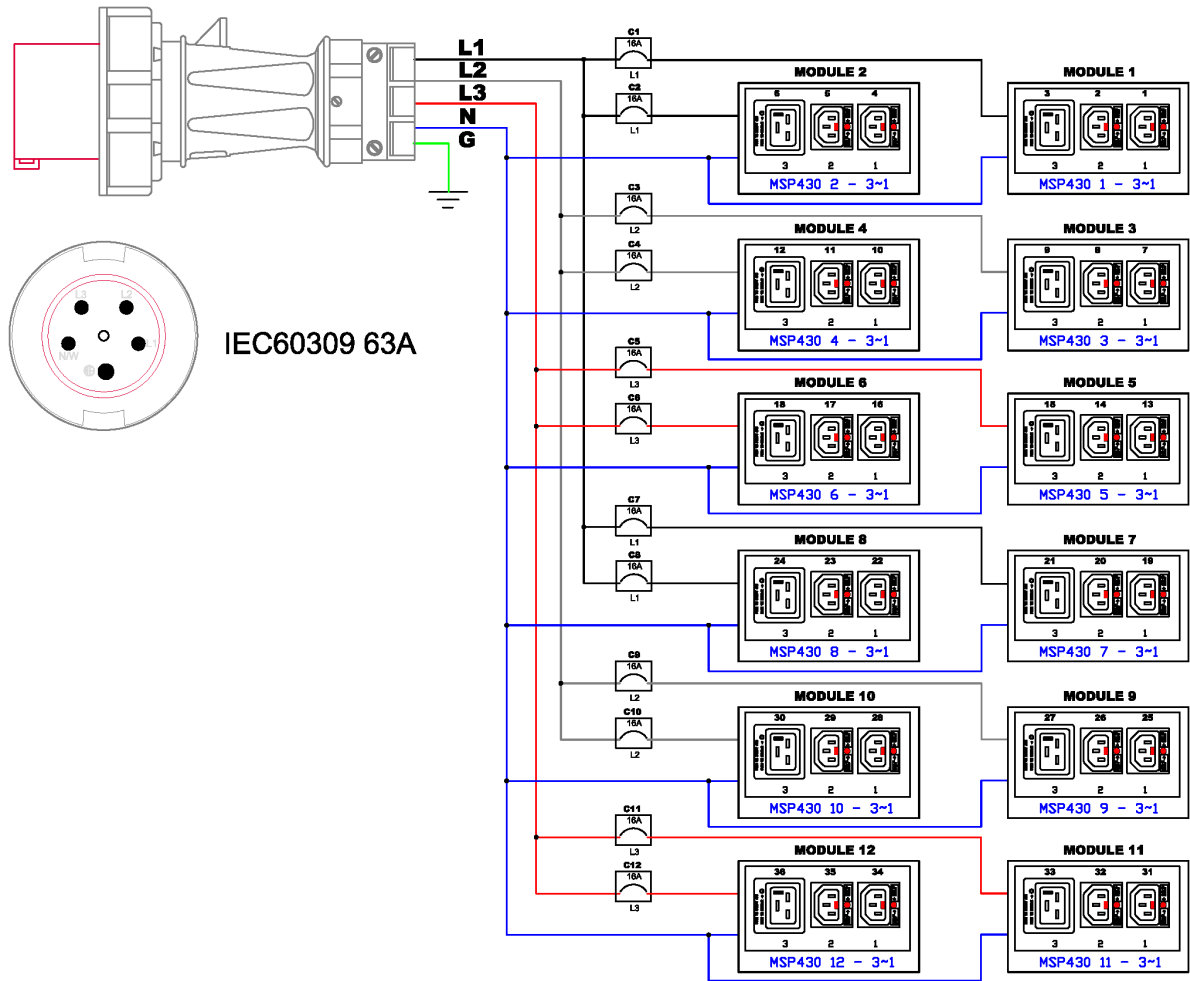 L1
L2
L3
N
G
L3 L2
N/W L1
IEC60309 63A
C1
16A
L1
C2
16A
L1
MODULE 2
6 5 4
3 2 1
MSP430 2 - 3~1
MODULE 1
3 2 1
3 2 1
MSP430 1 - 3~1
C3
16A
L2
C4
16A
L2
MODULE 4
12 11 10
3 2 1
MSP430 4 - 3~1
MODULE 3
9 8 7
3 2 1
MSP430 3 - 3~1
C5
16A
L3
C6
16A
L3
MODULE 6
18 17 16
3 2 1
MSP430 6 - 3~1
MODULE 5
15 14 13
3 2 1
MSP430 5 - 3~1
C7
16A
L1
C8
16A
L1
MODULE 8
24 23 22
3 2 1
MSP430 8 - 3~1
MODULE 7
21 20 19
3 2 1
MSP430 7 - 3~1
C9
16A
L2
C10
16A
L2
MODULE 10
30 29 28
3 2 1
MSP430 10 - 3~1
MODULE 9
27 26 25
3 2 1
MSP430 9 - 3~1
C11
16A
L3
C12
16A
L3
MODULE 12
36 35 34
3 2 1
MSP430 12 - 3~1
MODULE 11
33 32 31
3 2 1
MSP430 11 - 3~1